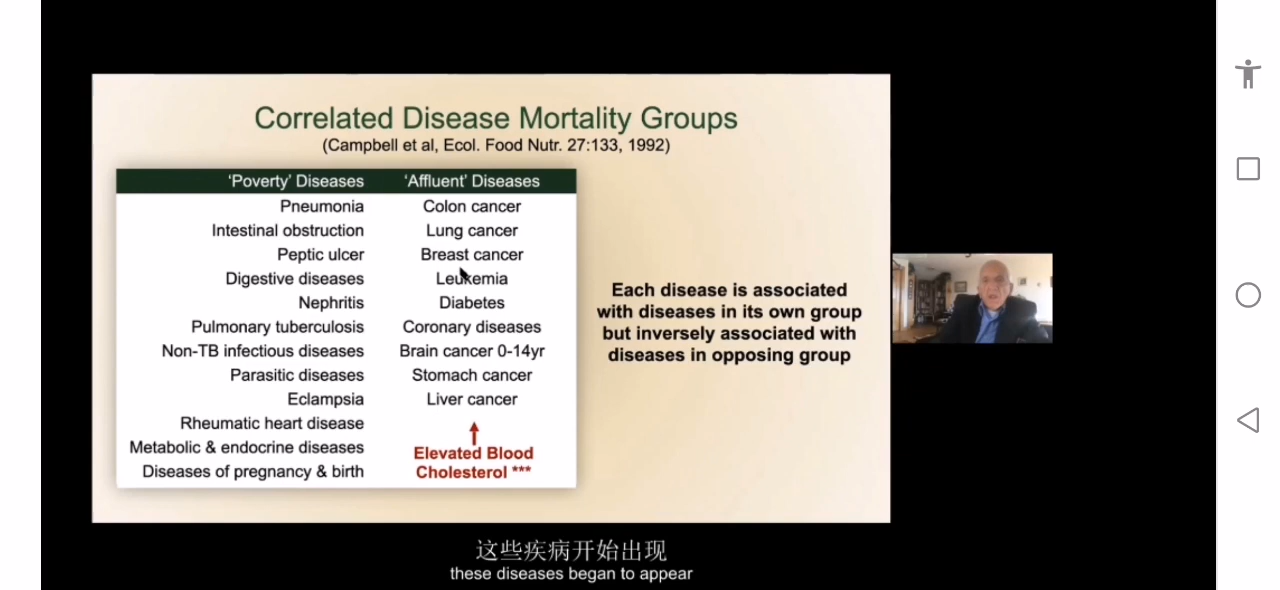 Correlated Disease Mortality Groups
(Campbell et al, Ecol. Food Nutr. 27:133, 1992)
'Poverty' Diseases 'Affluent' Diseases
Pneumonia Colon cancer
Intestinal obstruction Lung cancer
Peptic ulcer Breast cancer
Digestive diseases Leukemia
Nephritis Diabetes
Pulmonary tuberculosis Coronary diseases
Non-TB infectious diseases Brain cancer 0-14yr
Parasitic diseases Stomach cancer
Eclampsia Liver cancer
Rheumatic heart disease
Metabolic & endocrine diseases
Diseases of pregnancy & birth
Elevated Blood
Cholesterol ***
Each disease is associated
with diseases in its own group
but inversely associated with
diseases in opposing group
这些疾病开始出现
these diseases began to appear